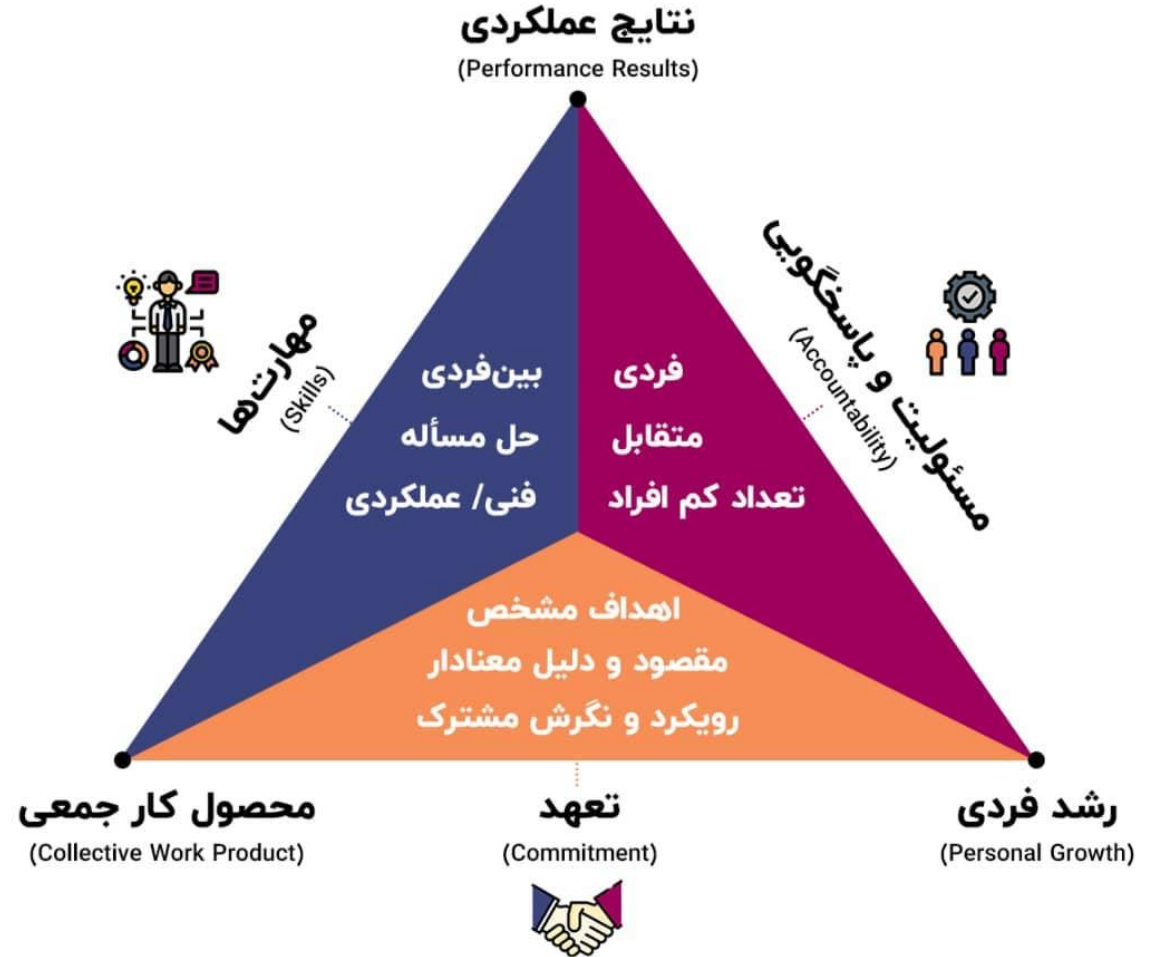 نتایج عملکردی
(Performance Results)
مهارت‌ها
(Skills)
مسئولیت و پاسخگویی
(Accountability)
بین‌فردی
حل مسأله
فنی/ عملکردی
فردی
متقابل
تعداد کم افراد
اهداف مشخص
مقصود و دلیل معنادار
رویکرد و نگرش مشترک
محصول کار جمعی
(Collective Work Product)
تعهد
(Commitment)
رشد فردی
(Personal Growth)